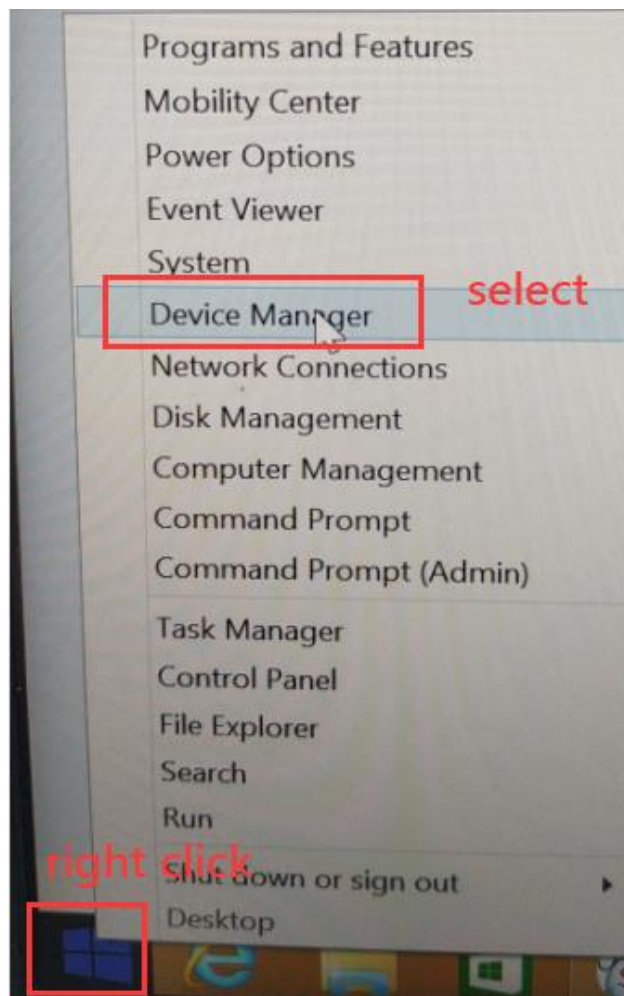 Programs and Features
Mobility Center
Power Options
Event Viewer
System
select
Device Manager
Network Connections
Disk Management
Computer Management
Command Prompt
Command Prompt (Admin)
Task Manager
Control Panel
File Explorer
Search
Run
right click
Shut down or sign out
Desktop